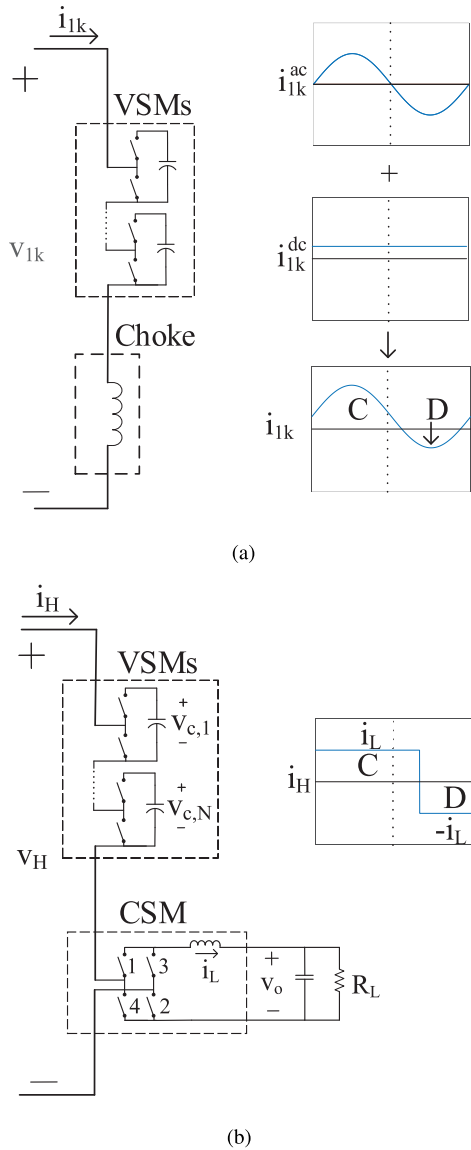 i1k
+
VSMs
v1k
Choke
—
i1k^ac
+
i1k^dc
i1k
C D
(a)
iH
+
VSMs
+
vc,1
−
+
vc,N
−
vH
CSM
1 3
4 2
iL
+
vo
−
RL
—
iL
C
iH
D
-iL
(b)